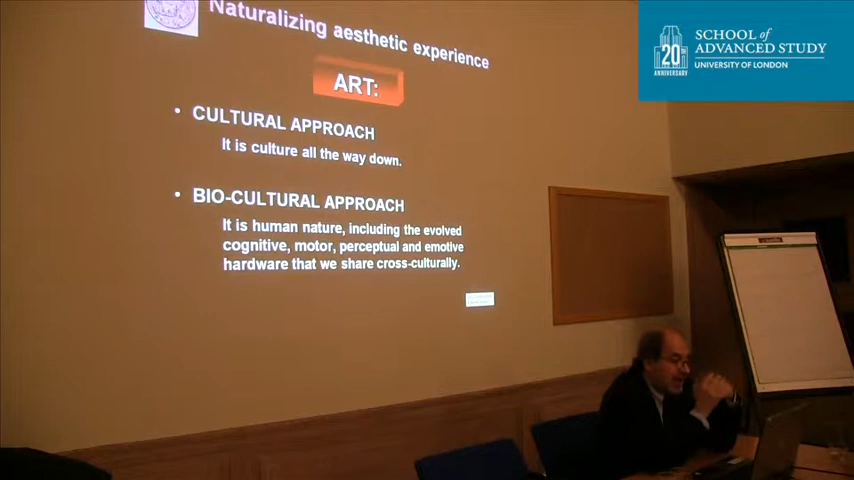 Naturalizing aesthetic experience
ART:
• CULTURAL APPROACH
It is culture all the way down.
• BIO-CULTURAL APPROACH
It is human nature, including the evolved
cognitive, motor, perceptual and emotive
hardware that we share cross-culturally.
20th
ANNIVERSARY
SCHOOL of
ADVANCED STUDY
UNIVERSITY OF LONDON